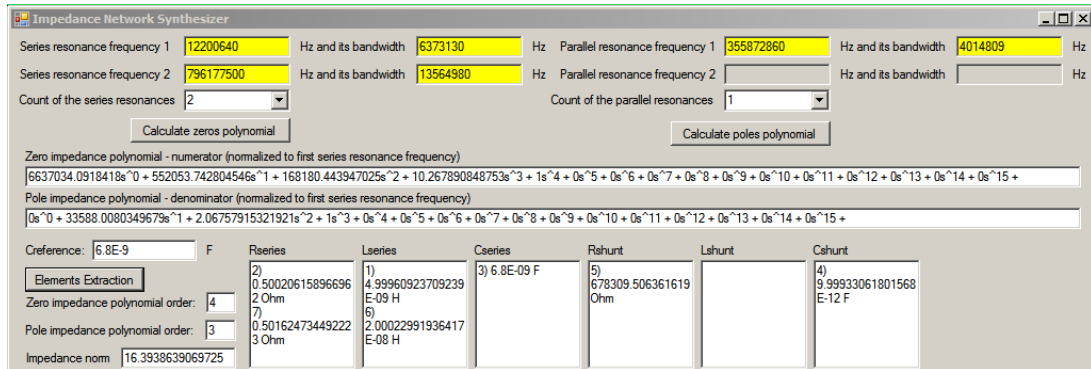 Impedance Network Synthesizer
Series resonance frequency 1 12200640 Hz and its bandwidth 6373130 Hz Parallel resonance frequency 1 355872860 Hz and its bandwidth 4014809 Hz
Series resonance frequency 2 796177500 Hz and its bandwidth 13564980 Hz Parallel resonance frequency 2 Hz and its bandwidth Hz
Count of the series resonances 2 Count of the parallel resonances 1
Calculate zeros polynomial Calculate poles polynomial
Zero impedance polynomial - numerator (normalized to first series resonance frequency)
6637034.0918418s^0 + 552053.742804546s^1 + 168180.443947025s^2 + 10.267890848753s^3 + 1s^4 + 0s^5 + 0s^6 + 0s^7 + 0s^8 + 0s^9 + 0s^10 + 0s^11 + 0s^12 + 0s^13 + 0s^14 + 0s^15 +
Pole impedance polynomial - denominator (normalized to first series resonance frequency)
0s^0 + 33588.0080349679s^1 + 2.06757915321921s^2 + 1s^3 + 0s^4 + 0s^5 + 0s^6 + 0s^7 + 0s^8 + 0s^9 + 0s^10 + 0s^11 + 0s^12 + 0s^13 + 0s^14 + 0s^15 +
Creference: 6.8E-9 F Rseries Lseries Cseries Rshunt Lshunt Cshunt
2) 1) 3) 6.8E-09 F 5) 4)
Elements Extraction 0.50020615896696 4.99960923709239 678309.506361619 9.99933061801568
2 Ohm E-09 H Ohm E-12 F
Zero impedance polynomial order: 4
7) 6)
Pole impedance polynomial order: 3 0.50162473449222 2.00022991936417
3 Ohm E-08 H
Impedance norm 16.3938639069725